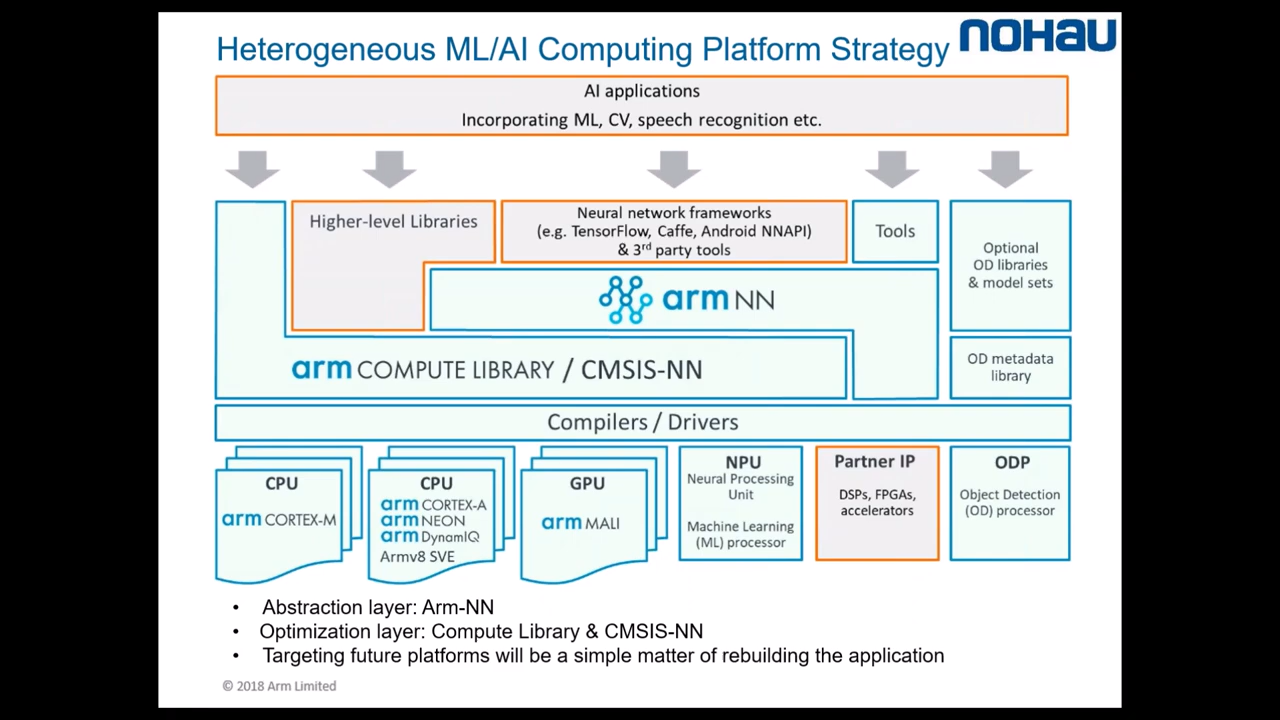 Heterogeneous ML/AI Computing Platform Strategy
nohau
AI applications
Incorporating ML, CV, speech recognition etc.
Higher-level Libraries
Neural network frameworks
(e.g. TensorFlow, Caffe, Android NNAPI)
& 3rd party tools
Tools
Optional
OD libraries
& model sets
arm NN
arm COMPUTE LIBRARY / CMSIS-NN
OD metadata
library
Compilers / Drivers
CPU
arm CORTEX-M
CPU
arm CORTEX-A
arm NEON
arm DynamIQ
Armv8 SVE
GPU
arm MALI
NPU
Neural Processing
Unit
Machine Learning
(ML) processor
Partner IP
DSPs, FPGAs,
accelerators
ODP
Object Detection
(OD) processor
• Abstraction layer: Arm-NN
• Optimization layer: Compute Library & CMSIS-NN
• Targeting future platforms will be a simple matter of rebuilding the application
© 2018 Arm Limited